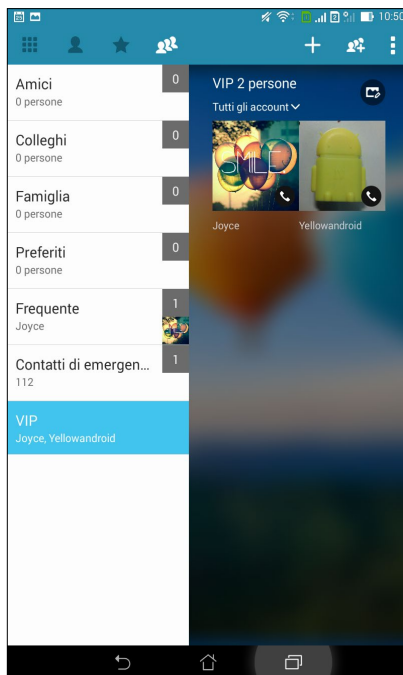 10:50
Amici
0
0 persone
Colleghi
0
0 persone
Famiglia
0
0 persone
Preferiti
0
0 persone
Frequente
1
Joyce
Contatti di emergen...
1
112
VIP
Joyce, Yellowandroid
VIP 2 persone
Tutti gli account
SMILE
Joyce
Yellowandroid